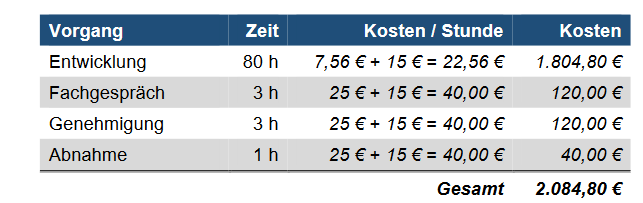 Vorgang Zeit Kosten / Stunde Kosten
Entwicklung 80 h 7,56 € + 15 € = 22,56 € 1.804,80 €
Fachgespräch 3 h 25 € + 15 € = 40,00 € 120,00 €
Genehmigung 3 h 25 € + 15 € = 40,00 € 120,00 €
Abnahme 1 h 25 € + 15 € = 40,00 € 40,00 €
Gesamt 2.084,80 €